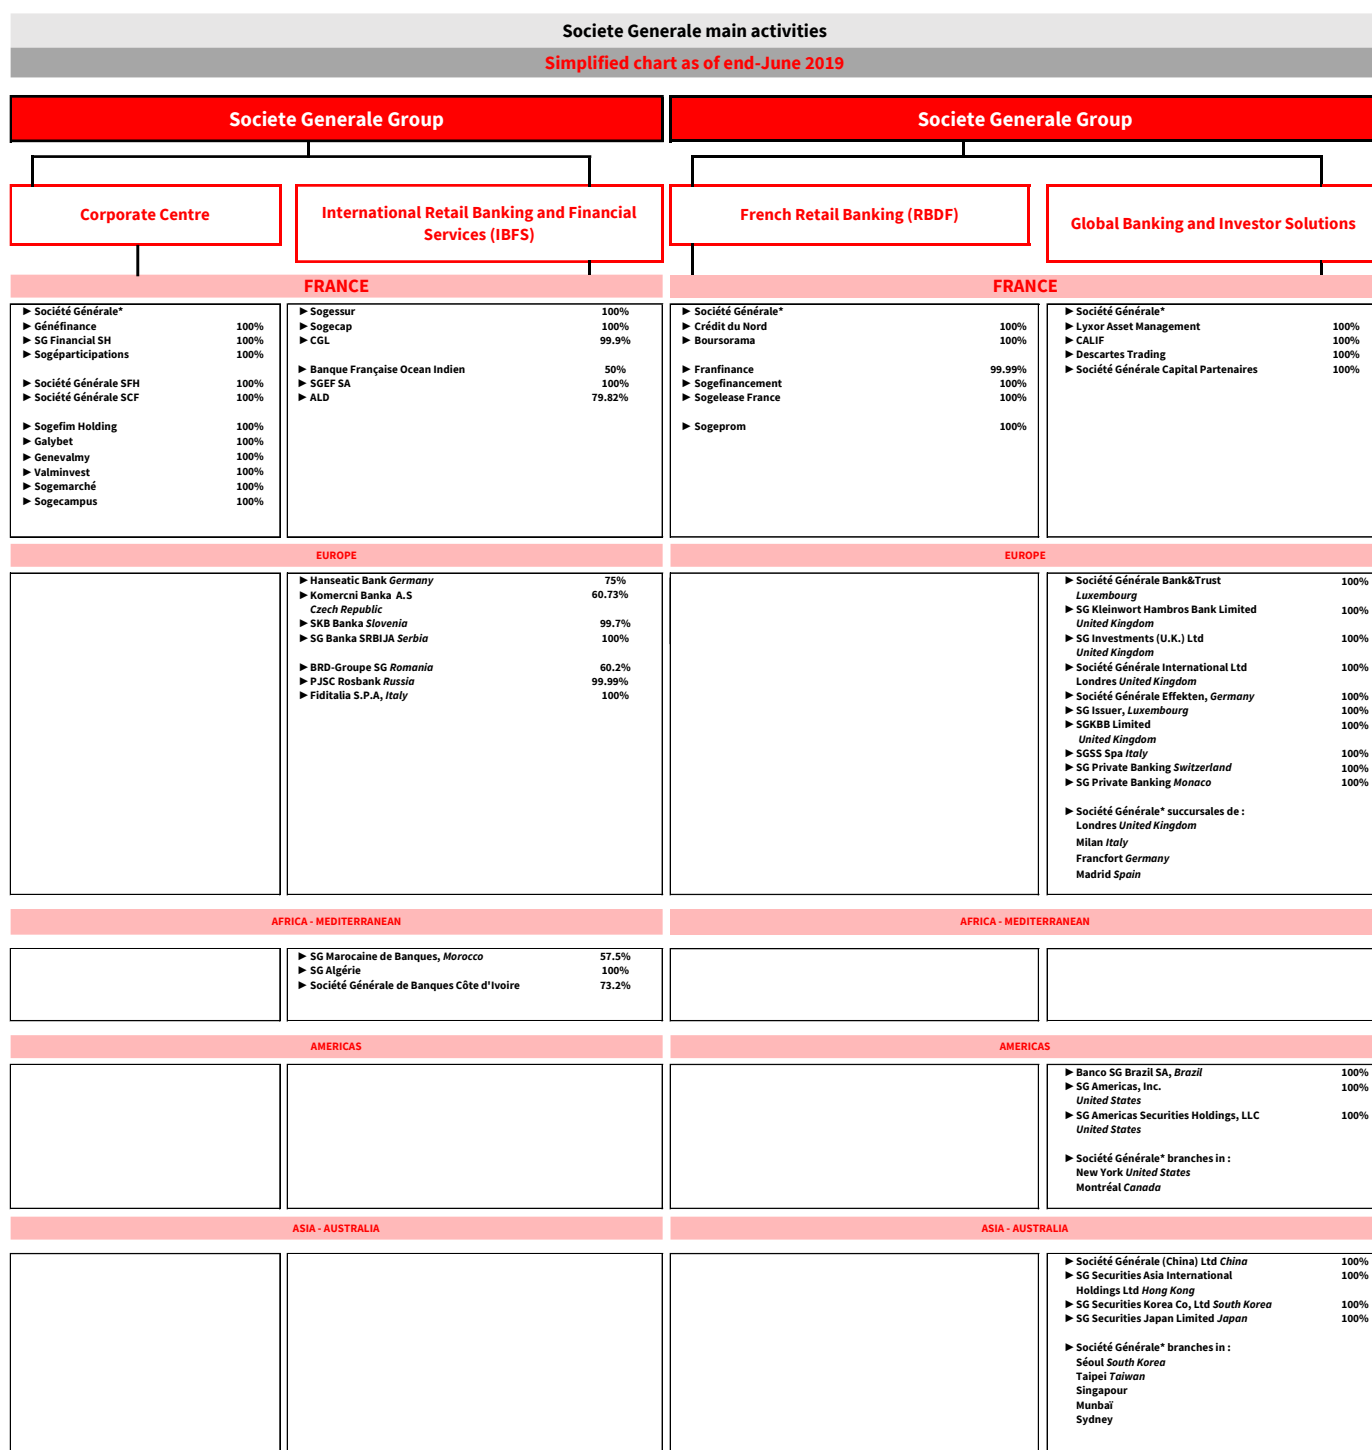 Societe Generale main activities
Simplified chart as of end-June 2019
Societe Generale Group
Societe Generale Group
Corporate Centre
International Retail Banking and Financial
Services (IBFS)
French Retail Banking (RBDF)
Global Banking and Investor Solutions
FRANCE
FRANCE
► Société Générale*
► Généfinance 100%
► SG Financial SH 100%
► Sogéparticipations 100%
► Société Générale SFH 100%
► Société Générale SCF 100%
► Sogefim Holding 100%
► Galybet 100%
► Genevalmy 100%
► Valminvest 100%
► Sogemarché 100%
► Sogecampus 100%
► Sogessur 100%
► Sogecap 100%
► CGL 99.9%
► Banque Française Ocean Indien 50%
► SGEF SA 100%
► ALD 79.82%
► Société Générale*
► Crédit du Nord 100%
► Boursorama 100%
► Franfinance 99.99%
► Sogefinancement 100%
► Sogelease France 100%
► Sogeprom 100%
► Société Générale*
► Lyxor Asset Management 100%
► CALIF 100%
► Descartes Trading 100%
► Société Générale Capital Partenaires 100%
EUROPE
EUROPE
► Hanseatic Bank Germany 75%
► Komercni Banka A.S 60.73%
Czech Republic
► SKB Banka Slovenia 99.7%
► SG Banka SRBIJA Serbia 100%
► BRD-Groupe SG Romania 60.2%
► PJSC Rosbank Russia 99.99%
► Fiditalia S.P.A, Italy 100%
► Société Générale Bank&Trust 100%
Luxembourg
► SG Kleinwort Hambros Bank Limited 100%
United Kingdom
► SG Investments (U.K.) Ltd 100%
United Kingdom
► Société Générale International Ltd 100%
Londres United Kingdom
► Société Générale Effekten, Germany 100%
► SG Issuer, Luxembourg 100%
► SGKBB Limited 100%
United Kingdom
► SGSS Spa Italy 100%
► SG Private Banking Switzerland 100%
► SG Private Banking Monaco 100%
► Société Générale* succursales de :
Londres United Kingdom
Milan Italy
Francfort Germany
Madrid Spain
AFRICA - MEDITERRANEAN
AFRICA - MEDITERRANEAN
► SG Marocaine de Banques, Morocco 57.5%
► SG Algérie 100%
► Société Générale de Banques Côte d'Ivoire 73.2%
AMERICAS
AMERICAS
► Banco SG Brazil SA, Brazil 100%
► SG Americas, Inc. 100%
United States
► SG Americas Securities Holdings, LLC 100%
United States
► Société Générale* branches in :
New York United States
Montréal Canada
ASIA - AUSTRALIA
ASIA - AUSTRALIA
► Société Générale (China) Ltd China 100%
► SG Securities Asia International 100%
Holdings Ltd Hong Kong
► SG Securities Korea Co, Ltd South Korea 100%
► SG Securities Japan Limited Japan 100%
► Société Générale* branches in :
Séoul South Korea
Taipei Taiwan
Singapour
Munbaï
Sydney